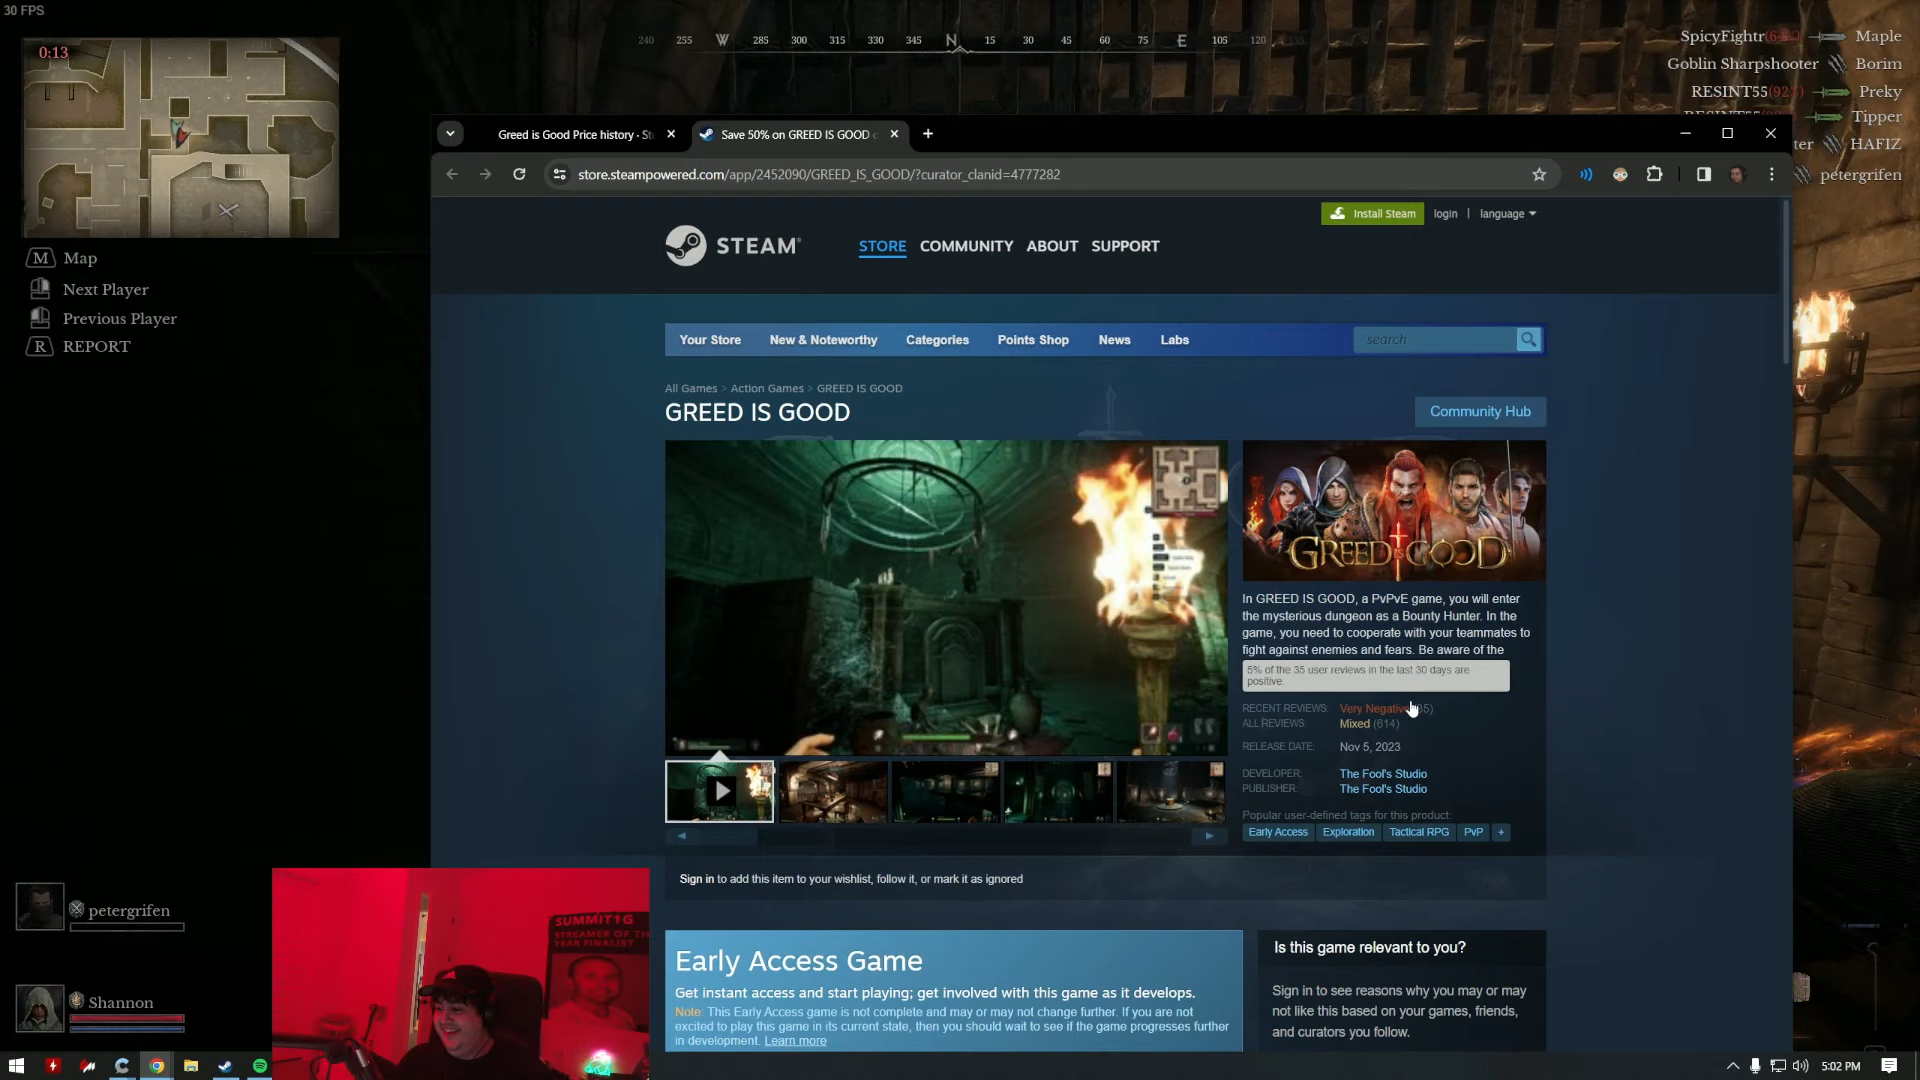 30 FPS
0:13
240 255 W 285 300 315 330 345 N 15 30 45 60 75 E 105 120
SpicyFightr Maple
Goblin Sharpshooter Borim
RESINT55 Preky
Tipper
HAFIZ
petergrifen
M Map
Next Player
Previous Player
R REPORT
Greed is Good Price history · Ste
Save 50% on GREED IS GOOD
store.steampowered.com/app/2452090/GREED_IS_GOOD/?curator_clanid=4777282
Install Steam login | language
STEAM® STORE COMMUNITY ABOUT SUPPORT
Your Store New & Noteworthy Categories Points Shop News Labs search
All Games > Action Games > GREED IS GOOD
GREED IS GOOD
Community Hub
GREED IS GOOD
In GREED IS GOOD, a PvPvE game, you will enter
the mysterious dungeon as a Bounty Hunter. In the
game, you need to cooperate with your teammates to
fight against enemies and fears. Be aware of the
5% of the 35 user reviews in the last 30 days are
positive.
RECENT REVIEWS: Very Negative
ALL REVIEWS: Mixed (614)
RELEASE DATE: Nov 5, 2023
DEVELOPER: The Fool's Studio
PUBLISHER: The Fool's Studio
Popular user-defined tags for this product:
Early Access Exploration Tactical RPG PvP +
Sign in to add this item to your wishlist, follow it, or mark it as ignored
Early Access Game
Get instant access and start playing; get involved with this game as it develops.
Note: This Early Access game is not complete and may or may not change further. If you are not
excited to play this game in its current state, then you should wait to see if the game progresses further
in development. Learn more
Is this game relevant to you?
Sign in to see reasons why you may or may
not like this based on your games, friends,
and curators you follow.
petergrifen
Shannon
SUMMIT1G
STREAMER OF THE
YEAR FINALIST
5:02 PM